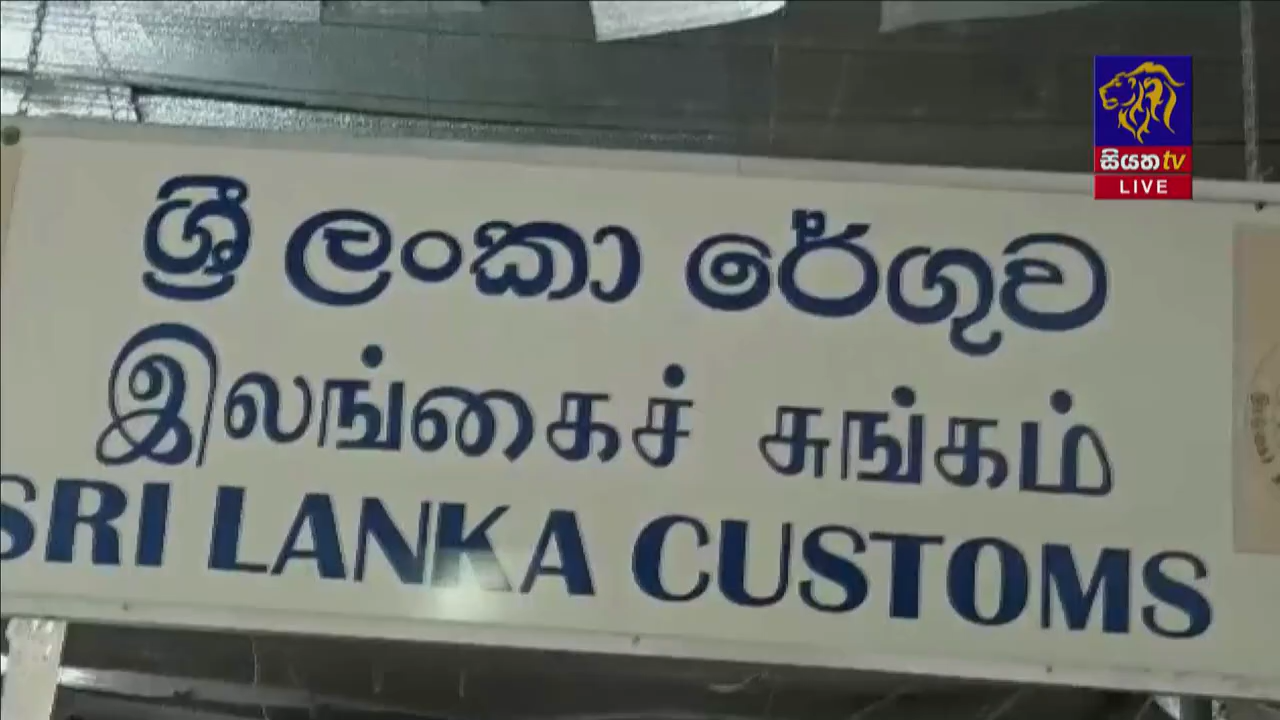 සියත tv
LIVE
ශ්‍රී ලංකා රේගුව
இலங்கைச் சுங்கம்
SRI LANKA CUSTOMS